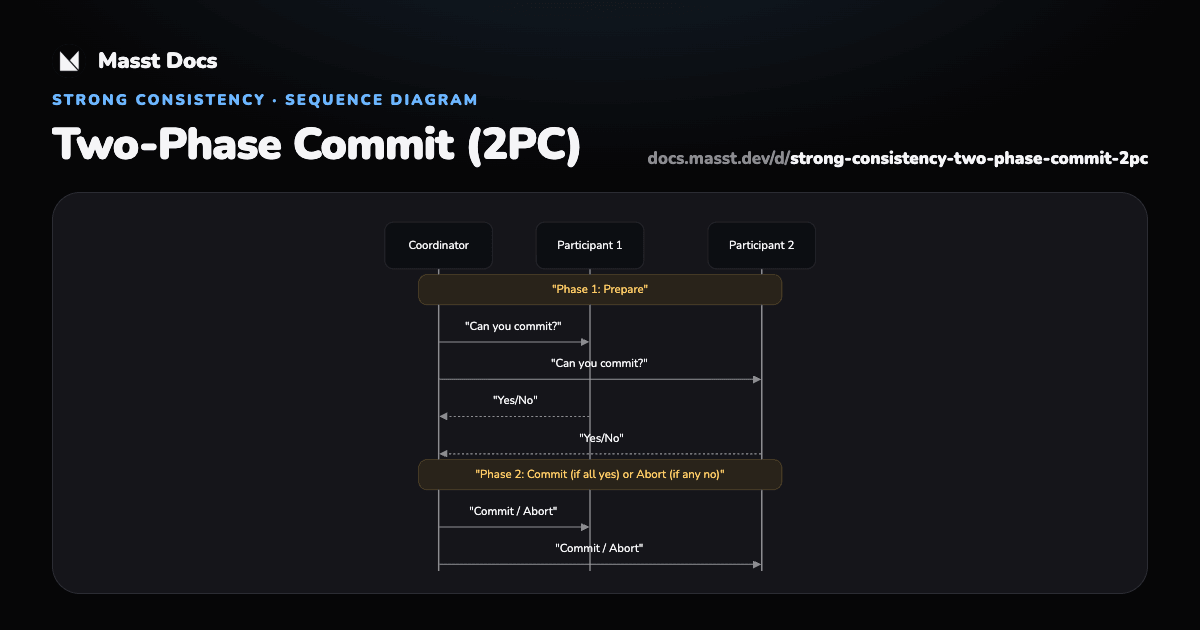 Masst Docs
STRONG CONSISTENCY · SEQUENCE DIAGRAM
Two-Phase Commit (2PC)
docs.masst.dev/d/strong-consistency-two-phase-commit-2pc
Coordinator
Participant 1
Participant 2
"Phase 1: Prepare"
"Can you commit?"
"Can you commit?"
"Yes/No"
"Yes/No"
"Phase 2: Commit (if all yes) or Abort (if any no)"
"Commit / Abort"
"Commit / Abort"